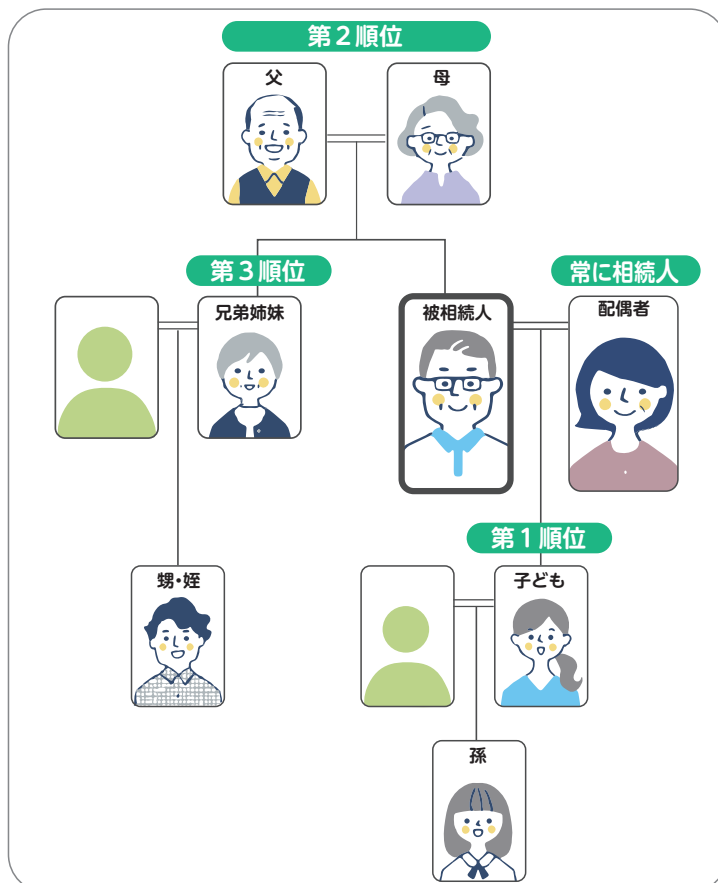 第2順位
父
母
第3順位
常に相続人
兄弟姉妹
被相続人
配偶者
第1順位
甥・姪
子ども
孫